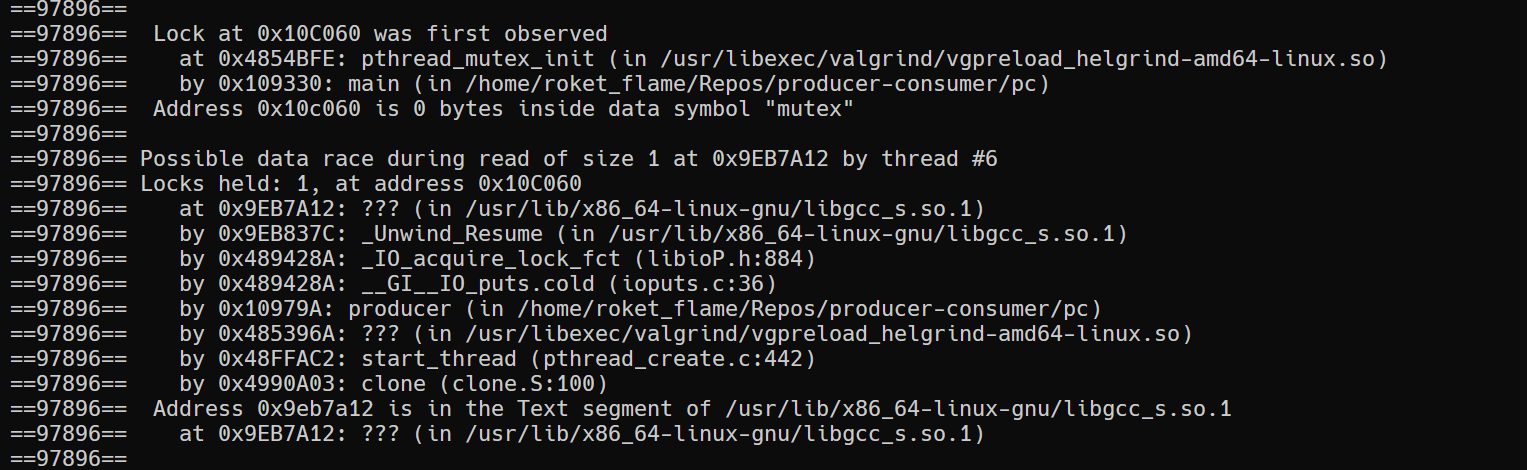 ==97896==
==97896==  Lock at 0x10C060 was first observed
==97896==    at 0x4854BFE: pthread_mutex_init (in /usr/libexec/valgrind/vgpreload_helgrind-amd64-linux.so)
==97896==    by 0x109330: main (in /home/roket_flame/Repos/producer-consumer/pc)
==97896==  Address 0x10c060 is 0 bytes inside data symbol "mutex"
==97896==
==97896== Possible data race during read of size 1 at 0x9EB7A12 by thread #6
==97896== Locks held: 1, at address 0x10C060
==97896==    at 0x9EB7A12: ??? (in /usr/lib/x86_64-linux-gnu/libgcc_s.so.1)
==97896==    by 0x9EB837C: _Unwind_Resume (in /usr/lib/x86_64-linux-gnu/libgcc_s.so.1)
==97896==    by 0x489428A: _IO_acquire_lock_fct (libioP.h:884)
==97896==    by 0x489428A: __GI__IO_puts.cold (ioputs.c:36)
==97896==    by 0x10979A: producer (in /home/roket_flame/Repos/producer-consumer/pc)
==97896==    by 0x485396A: ??? (in /usr/libexec/valgrind/vgpreload_helgrind-amd64-linux.so)
==97896==    by 0x48FFAC2: start_thread (pthread_create.c:442)
==97896==    by 0x4990A03: clone (clone.S:100)
==97896==  Address 0x9eb7a12 is in the Text segment of /usr/lib/x86_64-linux-gnu/libgcc_s.so.1
==97896==    at 0x9EB7A12: ??? (in /usr/lib/x86_64-linux-gnu/libgcc_s.so.1)
==97896==